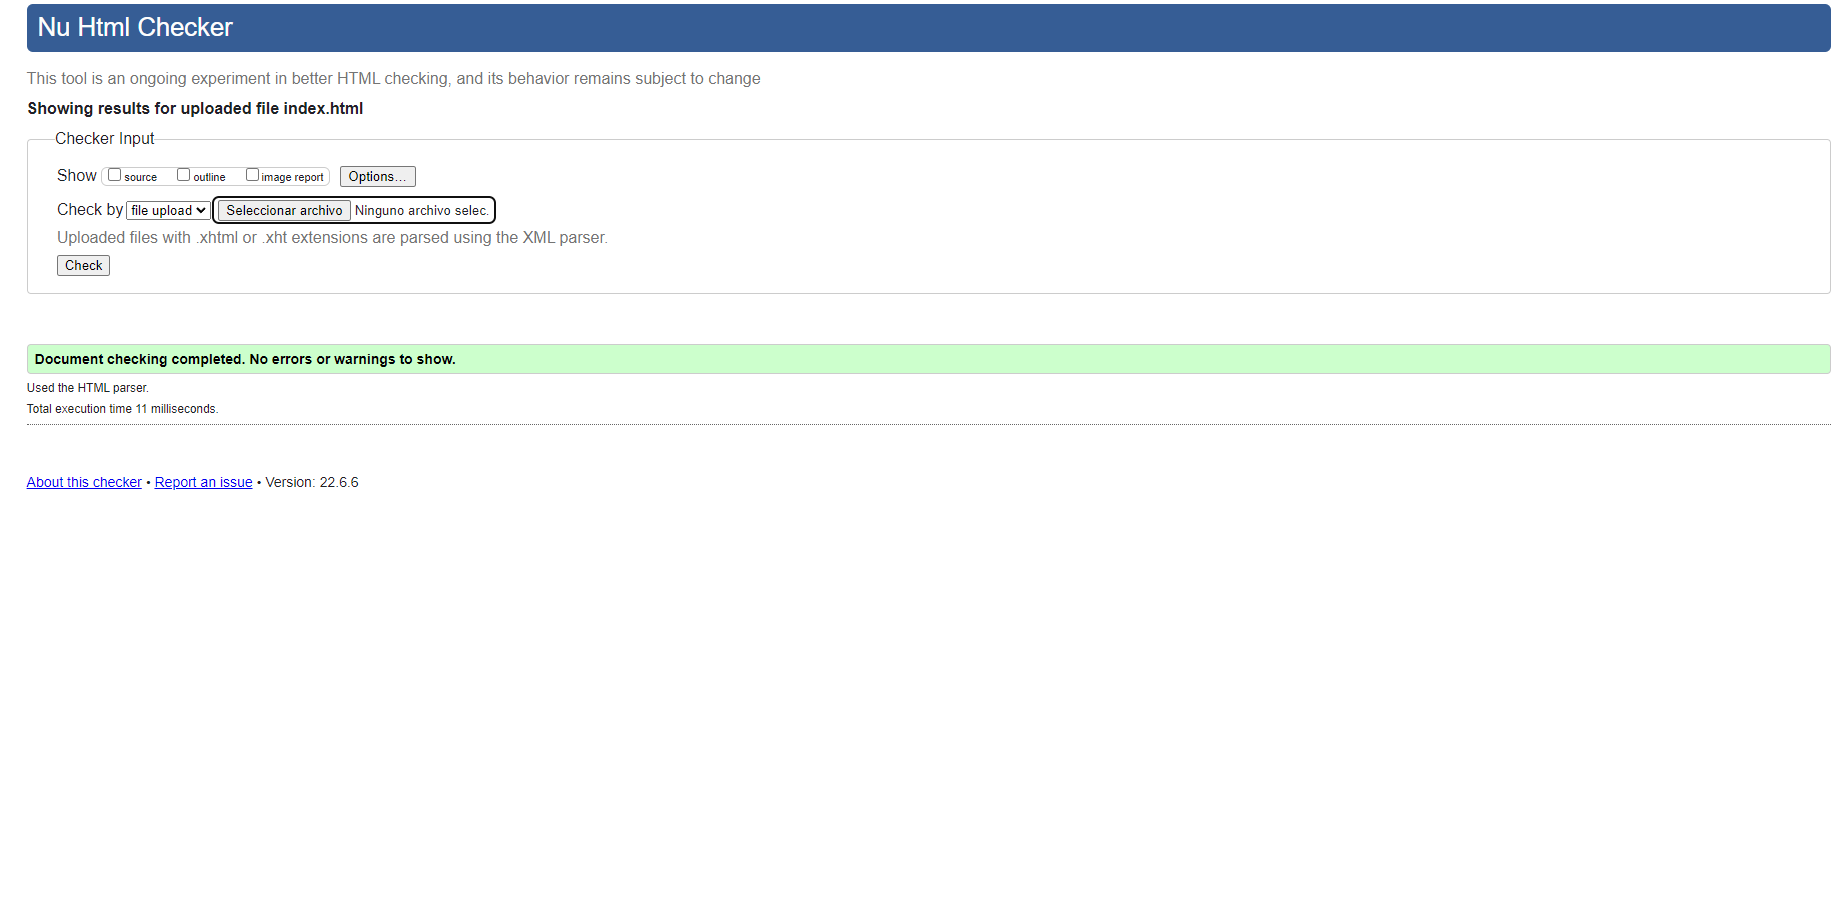 Nu Html Checker
This tool is an ongoing experiment in better HTML checking, and its behavior remains subject to change
Showing results for uploaded file index.html
Checker Input
Show source outline image report Options...
Check by file upload Seleccionar archivo Ninguno archivo selec.
Uploaded files with .xhtml or .xht extensions are parsed using the XML parser.
Check
Document checking completed. No errors or warnings to show.
Used the HTML parser.
Total execution time 11 milliseconds.
About this checker • Report an issue • Version: 22.6.6